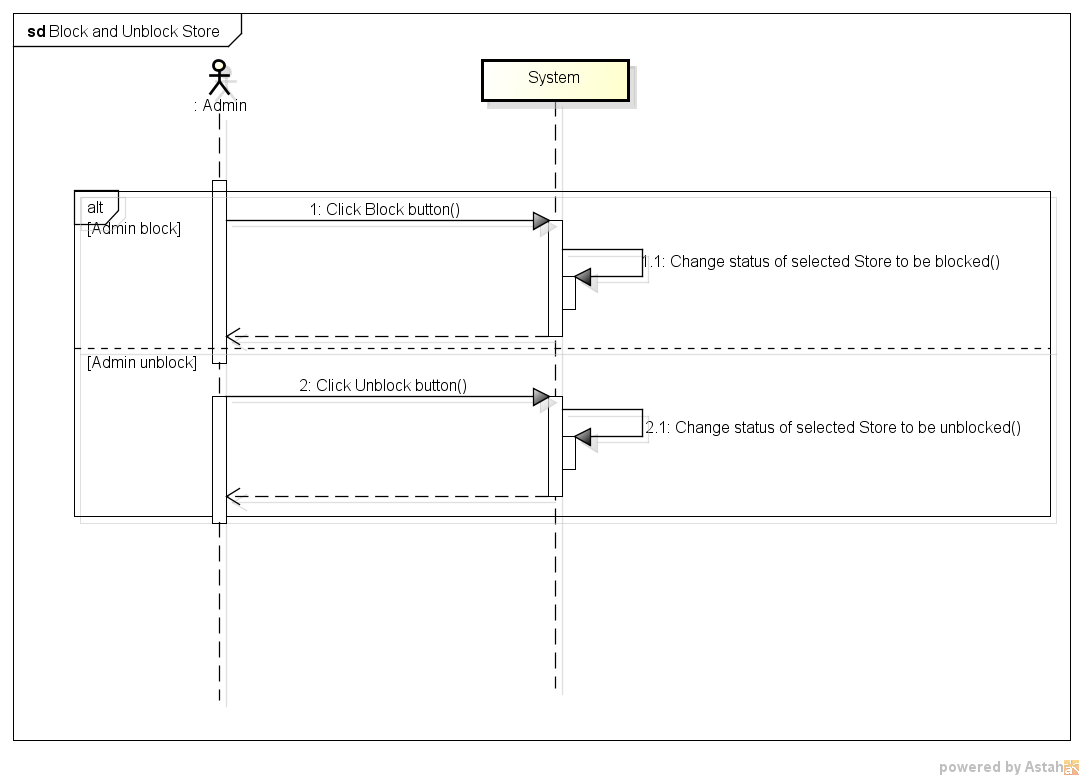 sd Block and Unblock Store
: Admin
System
alt
[Admin block]
1: Click Block button()
1.1: Change status of selected Store to be blocked()
[Admin unblock]
2: Click Unblock button()
2.1: Change status of selected Store to be unblocked()
powered by Astah